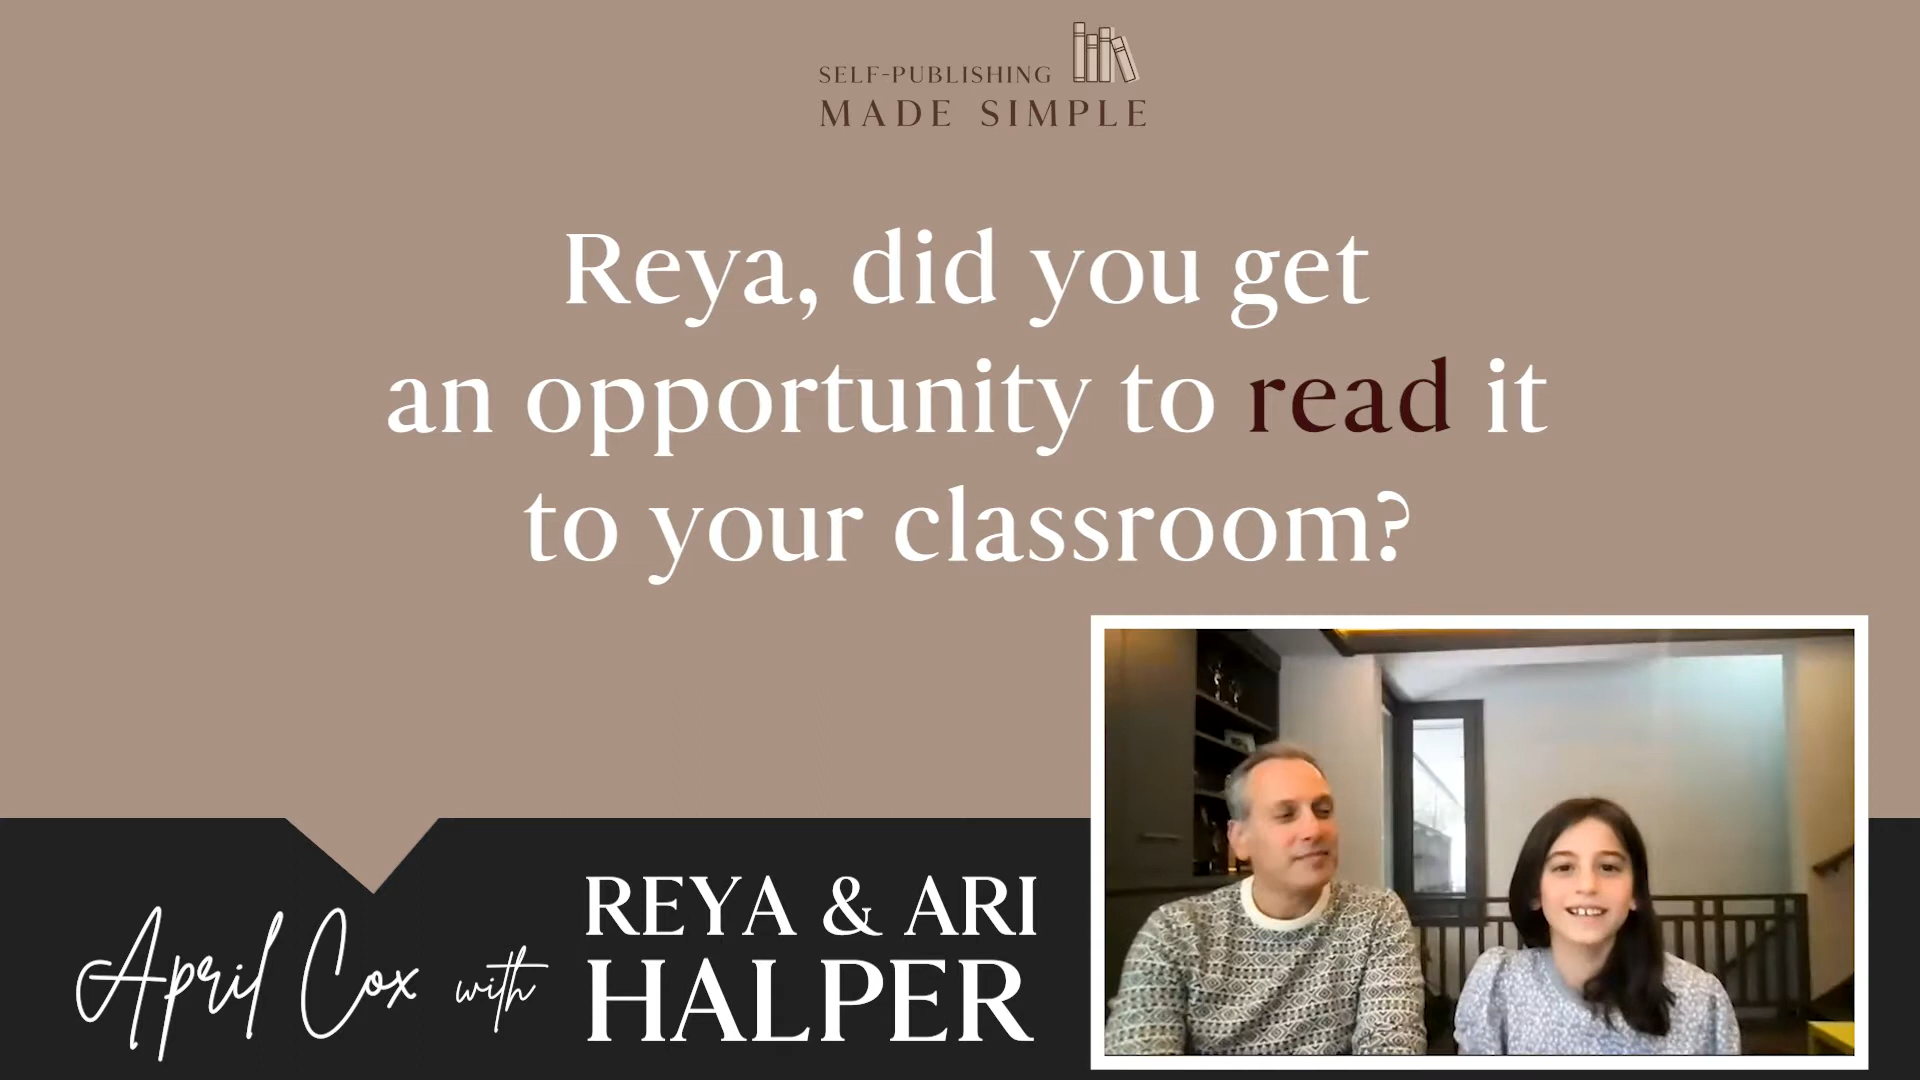 SELF-PUBLISHING
MADE SIMPLE
Reya, did you get
an opportunity to read it
to your classroom?
April Cox with
REYA & ARI
HALPER